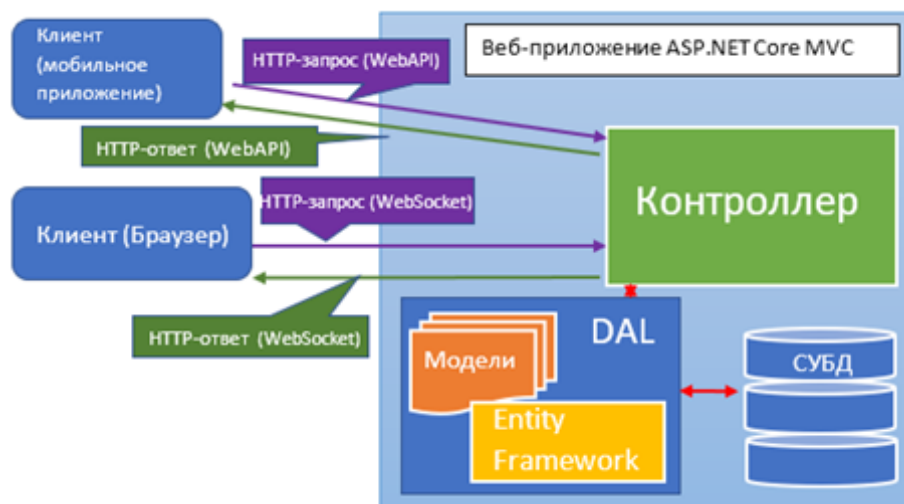 Клиент
(мобильное
приложение)
HTTP-запрос (WebAPI)
Веб-приложение ASP.NET Core MVC
HTTP-ответ (WebAPI)
Контроллер
HTTP-запрос (WebSocket)
Клиент (Браузер)
HTTP-ответ (WebSocket)
DAL
Модели
СУБД
Entity
Framework